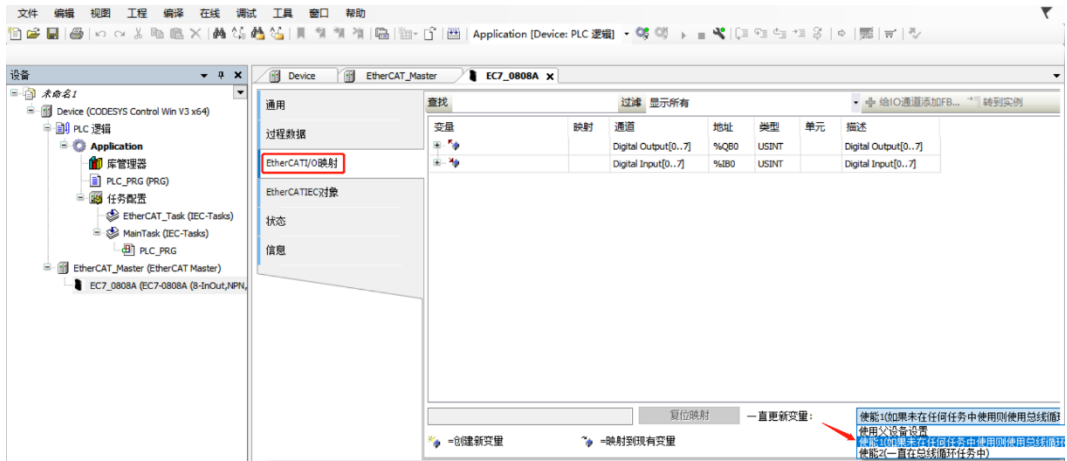 文件 编辑 视图 工程 编译 在线 调试 工具 窗口 帮助
Application [Device: PLC 逻辑]
设备
Device EtherCAT_Master EC7_0808A
未命名1
Device (CODESYS Control Win V3 x64)
PLC 逻辑
Application
库管理器
PLC_PRG (PRG)
任务配置
EtherCAT_Task (IEC-Tasks)
MainTask (IEC-Tasks)
PLC_PRG
EtherCAT_Master (EtherCAT Master)
EC7_0808A (EC7-0808A (8-InOut,NPN,
通用
过程数据
EtherCATI/O映射
EtherCATIEC对象
状态
信息
查找 过滤 显示所有 给IO通道添加FB... 转到实例
变量 映射 通道 地址 类型 单元 描述
Digital Output[0..7] %QB0 USINT Digital Output[0..7]
Digital Input[0..7] %IB0 USINT Digital Input[0..7]
复位映射 一直更新变量: 使能1(如果未在任何任务中使用则使用总线循环
使用父设备设置
使能1(如果未在任何任务中使用则使用总线循环
使能2(一直在总线循环任务中)
=创建新变量 =映射到现有变量